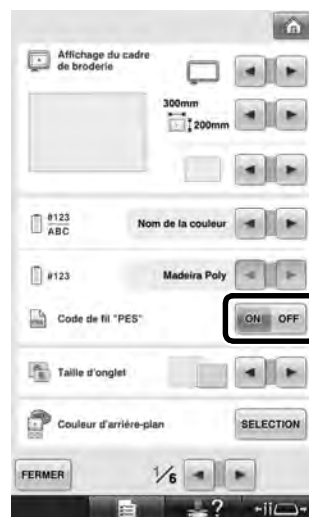 Affichage du cadre
de broderie
300mm
200mm
#123
ABC
Nom de la couleur
#123
Madeira Poly
Code de fil "PES"
ON OFF
Taille d'onglet
Couleur d'arrière-plan
SELECTION
FERMER
1/6
?